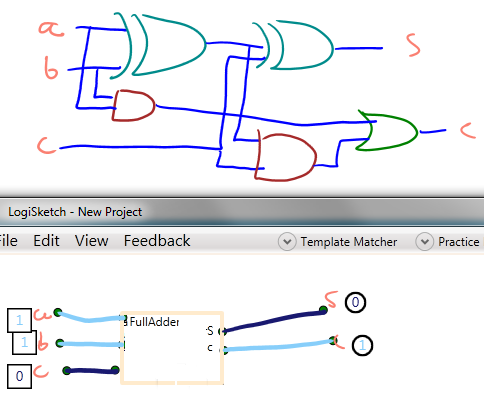 a
S
b
c
c
LogiSketch - New Project
File Edit View Feedback Template Matcher Practice
1 a FullAdder S S 0
1 b c c 1
0 c